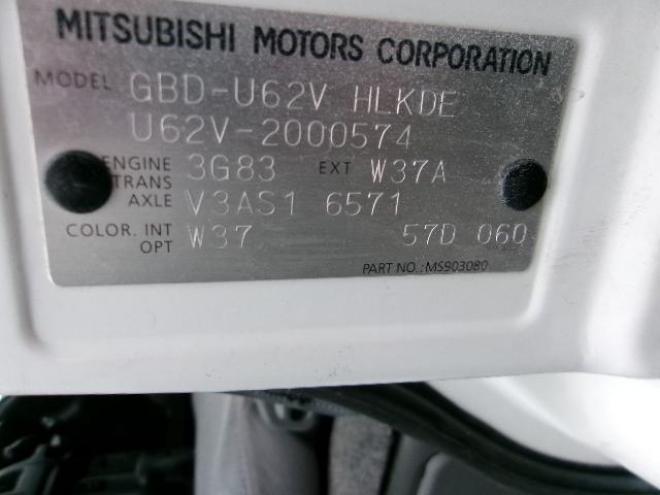 MITSUBISHI MOTORS CORPORATION
MODEL GBD-U62V HLKDE
U62V-2000574
ENGINE 3G83 EXT W37A
TRANS
AXLE V3AS1 6571
COLOR. INT W37 57D 060
OPT
PART NO.:MS903080